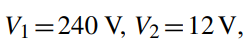 V₁ = 240 V, V₂ = 12 V,